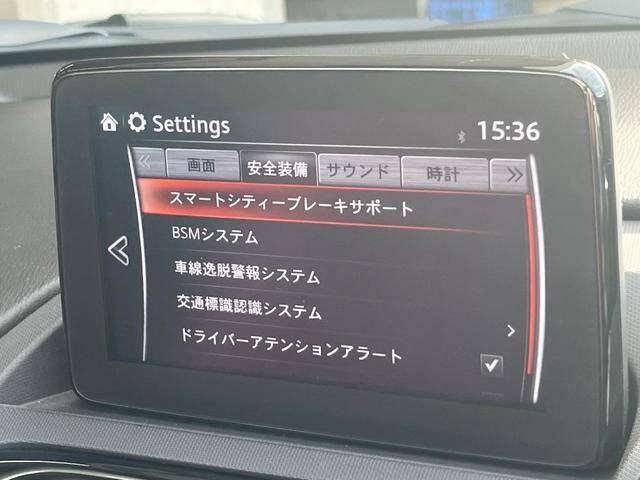 Settings
15:36
画面 安全装備 サウンド 時計
スマートシティーブレーキサポート
BSMシステム
車線逸脱警報システム
交通標識認識システム
ドライバーアテンションアラート